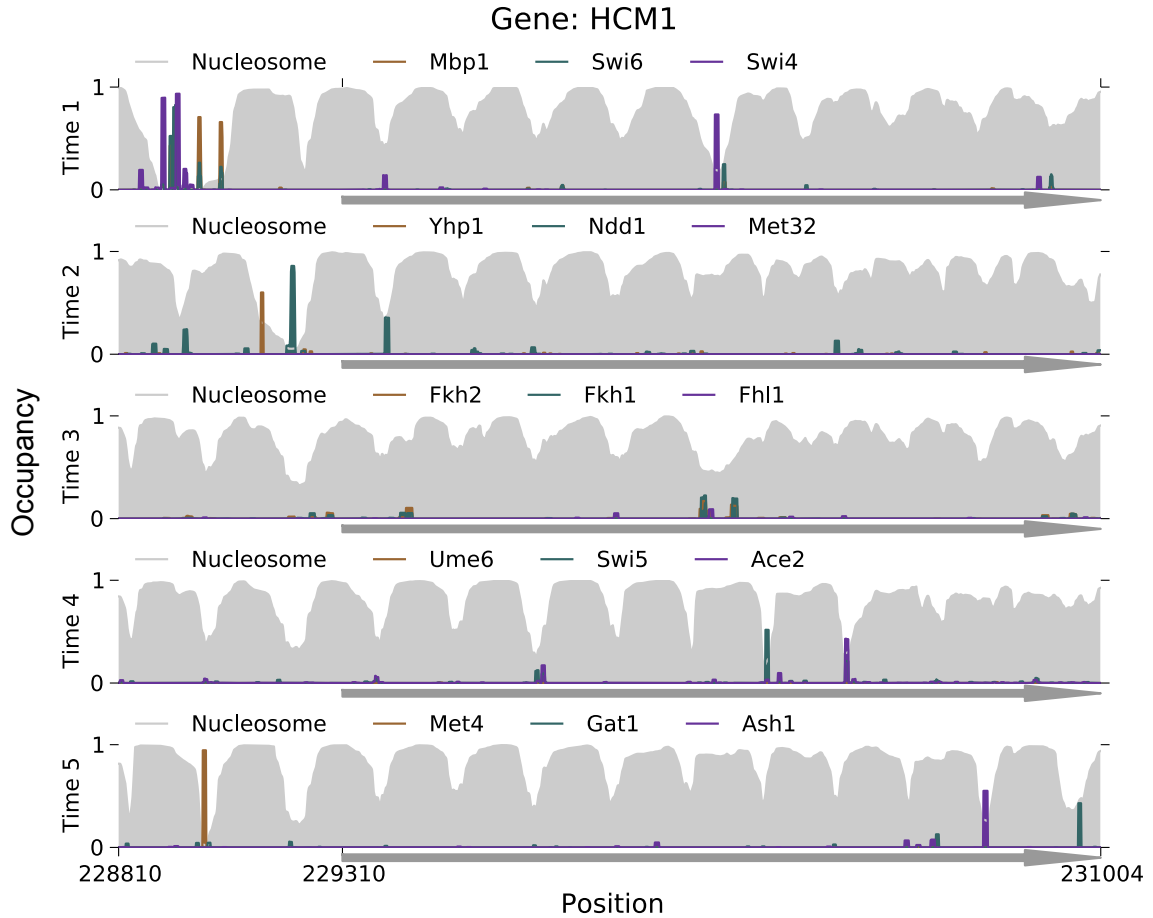 Gene: HCM1
Nucleosome Mbp1 Swi6 Swi4
1
Time 1
0
Nucleosome Yhp1 Ndd1 Met32
1
Time 2
0
Nucleosome Fkh2 Fkh1 Fhl1
1
Time 3
0
Occupancy
Nucleosome Ume6 Swi5 Ace2
1
Time 4
0
Nucleosome Met4 Gat1 Ash1
1
Time 5
0
228810 229310 231004
Position